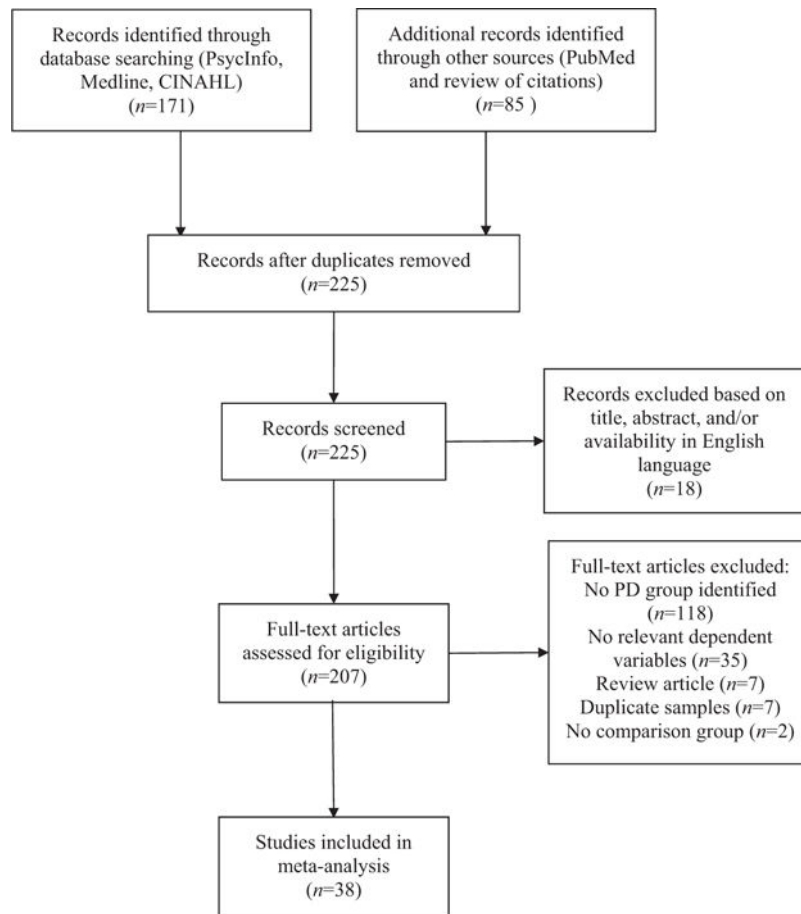 Records identified through
database searching (PsycInfo,
Medline, CINAHL)
(n=171)
Additional records identified
through other sources (PubMed
and review of citations)
(n=85 )
Records after duplicates removed
(n=225)
Records screened
(n=225)
Records excluded based on
title, abstract, and/or
availability in English
language
(n=18)
Full-text articles
assessed for eligibility
(n=207)
Full-text articles excluded:
No PD group identified
(n=118)
No relevant dependent
variables (n=35)
Review article (n=7)
Duplicate samples (n=7)
No comparison group (n=2)
Studies included in
meta-analysis
(n=38)